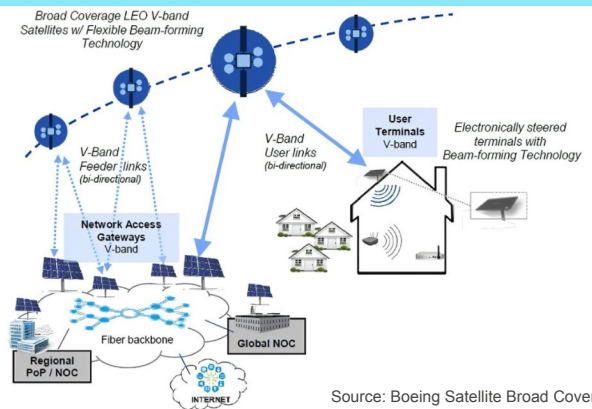 Broad Coverage LEO V-band
Satellites w/ Flexible Beam-forming
Technology
V-Band
Feeder links
(bi-directional)
V-Band
User links
(bi-directional)
User
Terminals
V-band
Electronically steered
terminals with
Beam-forming Technology
Network Access
Gateways
V-band
Fiber backbone
Global NOC
Regional
PoP / NOC
INTERNET
Source: Boeing Satellite Broad Cover